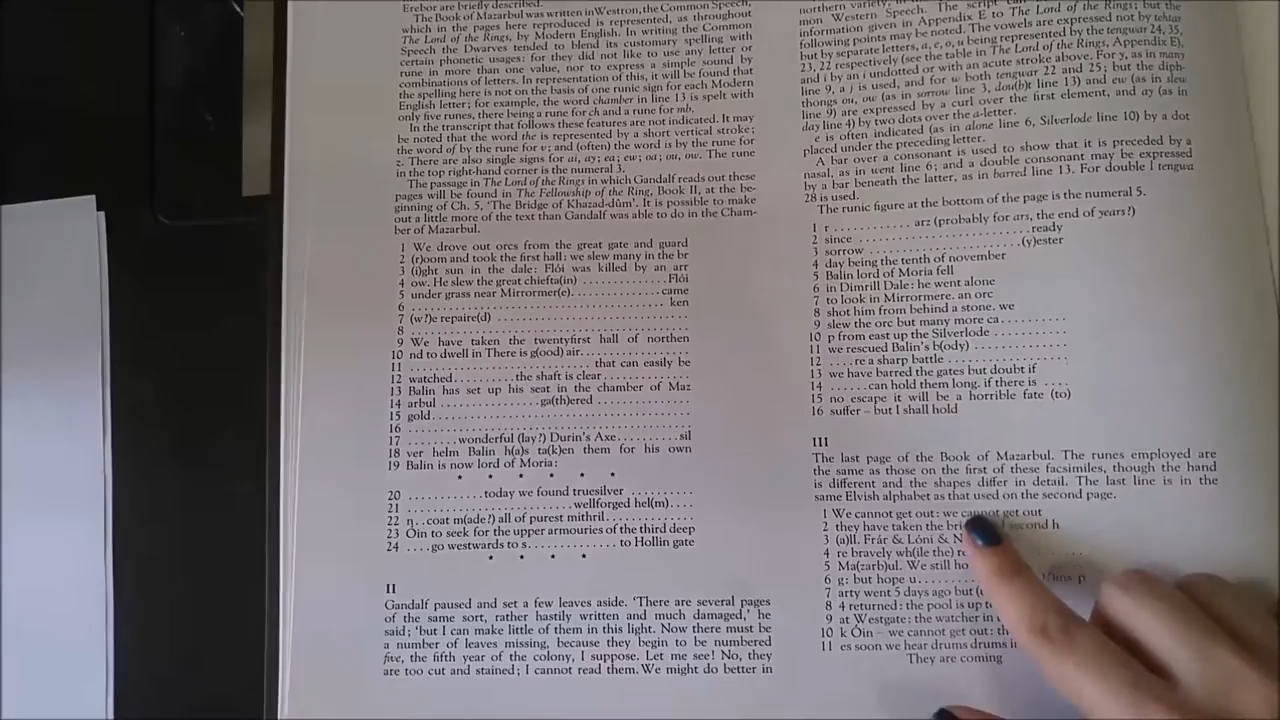 Erebor are briefly described.
The Book of Mazarbul was written in Westron, the Common Speech,
which in the pages here reproduced is represented, as throughout
The Lord of the Rings, by Modern English. In writing the Common
Speech the Dwarves tended to blend its customary spelling with
certain phonetic usages: for they did not like to use any letter or
rune in more than one value, nor to express a simple sound by
combinations of letters. In representation of this, it will be found that
the spelling here is not on the basis of one runic sign for each Modern
English letter; for example, the word chamber in line 13 is spelt with
only five runes, there being a rune for ch and a rune for mb.
In the transcript that follows these features are not indicated. It may
be noted that the word the is represented by a short vertical stroke;
the word of by the rune for v; and (often) the word is by the rune for
z. There are also single signs for ai, ay; ea; ew; oa; ou, ow. The rune
in the top right-hand corner is the numeral 3.
The passage in The Lord of the Rings in which Gandalf reads out these
pages will be found in The Fellowship of the Ring, Book II, at the be-
ginning of Ch. 5, 'The Bridge of Khazad-dûm'. It is possible to make
out a little more of the text than Gandalf was able to do in the Cham-
ber of Mazarbul.
1 We drove out orcs from the great gate and guard
2 (r)oom and took the first hall: we slew many in the br
3 (i)ght sun in the dale: Flói was killed by an arr
4 ow. He slew the great chiefta(in) ............Flói
5 under grass near Mirrormer(e)..............came
6 ............................................ ken
7 (w?)e repaire(d) ................................
8 ................................................
9 We have taken the twentyfirst hall of northen
10 nd to dwell in There is g(ood) air..................
11 ............................ that can easily be
12 watched..........the shaft is clear..............
13 Balin has set up his seat in the chamber of Maz
14 arbul ................ga(th)ered ..............
15 gold..........................................
16 ..............................................
17 ........wonderful (lay?) Durin's Axe..........sil
18 ver helm Balin h(a)s ta(k)en them for his own
19 Balin is now lord of Moria:
* * * * *
20 ............today we found truesilver ..........
21 ..........................wellforged hel(m)....
22 n..coat m(ade?) all of purest mithril..............
23 Óin to seek for the upper armouries of the third deep
24 ....go westwards to s..............to Hollin gate
* * * *
II
Gandalf paused and set a few leaves aside. 'There are several pages
of the same sort, rather hastily written and much damaged,' he
said; 'but I can make little of them in this light. Now there must be
a number of leaves missing, because they begin to be numbered
five, the fifth year of the colony, I suppose. Let me see! No, they
are too cut and stained; I cannot read them. We might do better in
northern variety,
mon Western Speech. The script
information given in Appendix E to The Lord of the Rings; but the
following points may be noted. The vowels are expressed not by tehtar
but by separate letters, a, e, o, u being represented by the tengwar 24, 35,
23, 22 respectively (see the table in The Lord of the Rings, Appendix E),
and i by an i undotted or with an acute stroke above. For y, as in many
line 9, a j is used, and for w both tengwar 22 and 25; but the diph-
thongs ou, ow (as in sorrow line 3, dou(b)t line 13) and ew (as in slew
line 9) are expressed by a curl over the first element, and ay (as in
day line 4) by two dots over the a-letter.
e is often indicated (as in alone line 6, Silverlode line 10) by a dot
placed under the preceding letter.
A bar over a consonant is used to show that it is preceded by a
nasal, as in went line 6; and a double consonant may be expressed
by a bar beneath the latter, as in barred line 13. For double l tengwa
28 is used.
The runic figure at the bottom of the page is the numeral 5.
1 r ............ arz (probably for ars, the end of years?)
2 since ............................ready
3 sorrow ..........................(y)ester
4 day being the tenth of november
5 Balin lord of Moria fell
6 in Dimrill Dale: he went alone
7 to look in Mirrormere. an orc
8 shot him from behind a stone. we
9 slew the orc but many more ca..........
10 p from east up the Silverlode ............
11 we rescued Balin's b(ody) ..............
12 ....re a sharp battle ..................
13 we have barred the gates but doubt if
14 ......can hold them long. if there is ....
15 no escape it will be a horrible fate (to)
16 suffer – but I shall hold
III
The last page of the Book of Mazarbul. The runes employed are
the same as those on the first of these facsimiles, though the hand
is different and the shapes differ in detail. The last line is in the
same Elvish alphabet as that used on the second page.
1 We cannot get out: we cannot get out
2 they have taken the second h
3 (a)ll. Frár & Lóni & N
4 re bravely wh(ile the) r
5 Ma(zarb)ul. We still ho
6 g: but hope u........ p
7 arty went 5 days ago but
8 4 returned: the pool is up t
9 at Westgate: the watcher in
10 k Óin – we cannot get out: th
11 es soon we hear drums drums i
They are coming